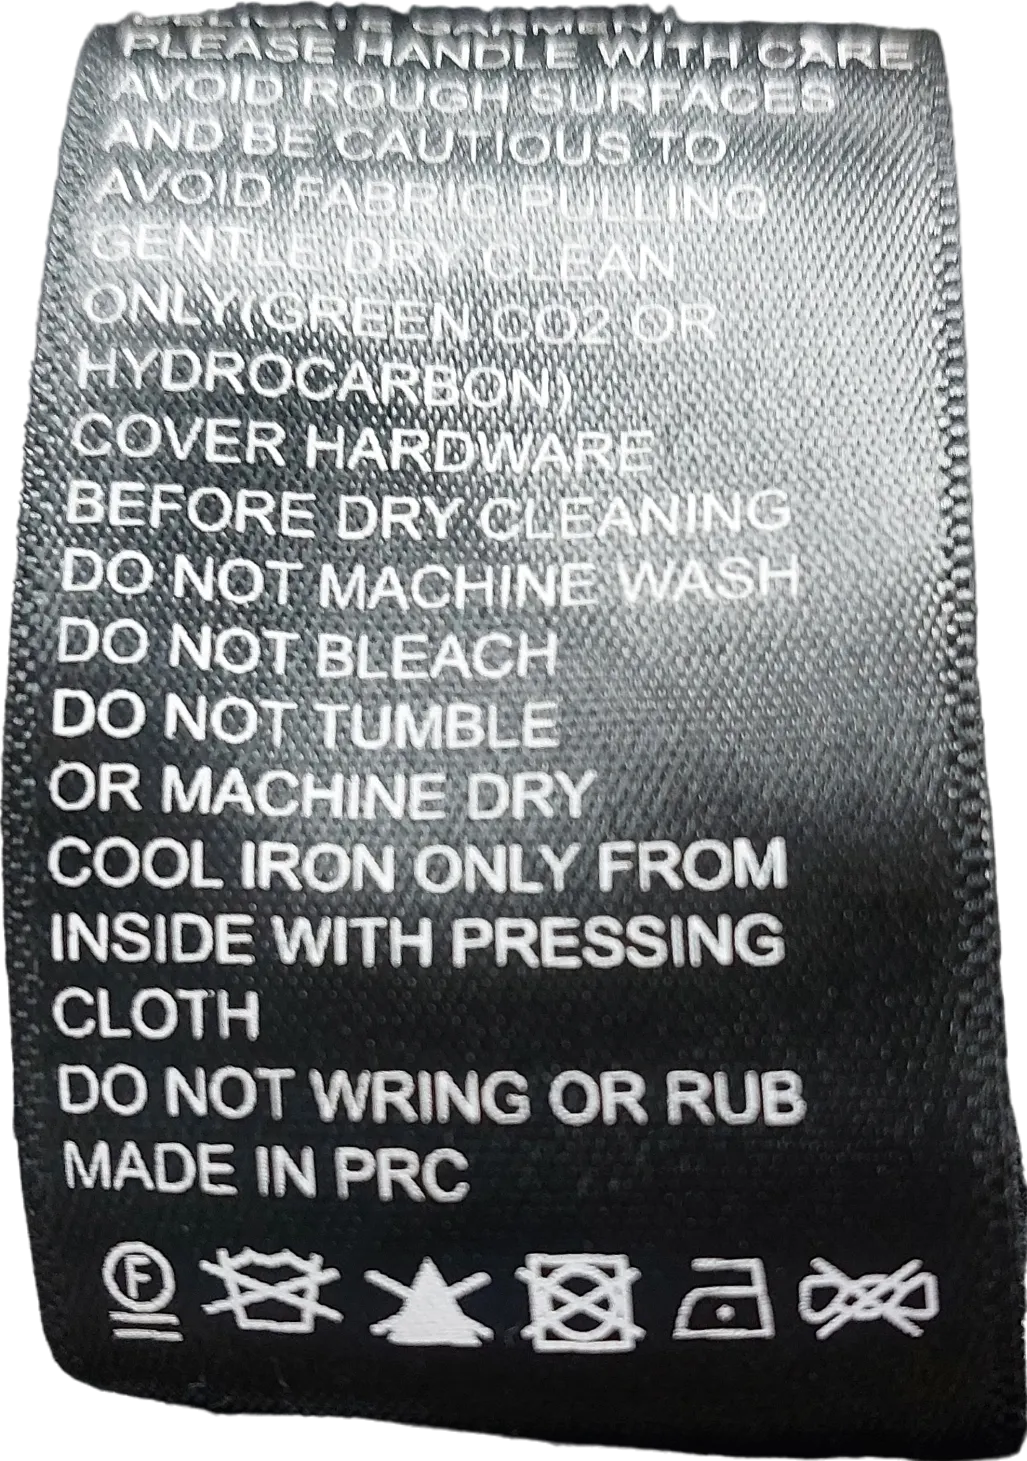 DELICATE GARMENT
PLEASE HANDLE WITH CARE
AVOID ROUGH SURFACES
AND BE CAUTIOUS TO
AVOID FABRIC PULLING
GENTLE DRY CLEAN
ONLY(GREEN CO2 OR
HYDROCARBON)
COVER HARDWARE
BEFORE DRY CLEANING
DO NOT MACHINE WASH
DO NOT BLEACH
DO NOT TUMBLE
OR MACHINE DRY
COOL IRON ONLY FROM
INSIDE WITH PRESSING
CLOTH
DO NOT WRING OR RUB
MADE IN PRC
F